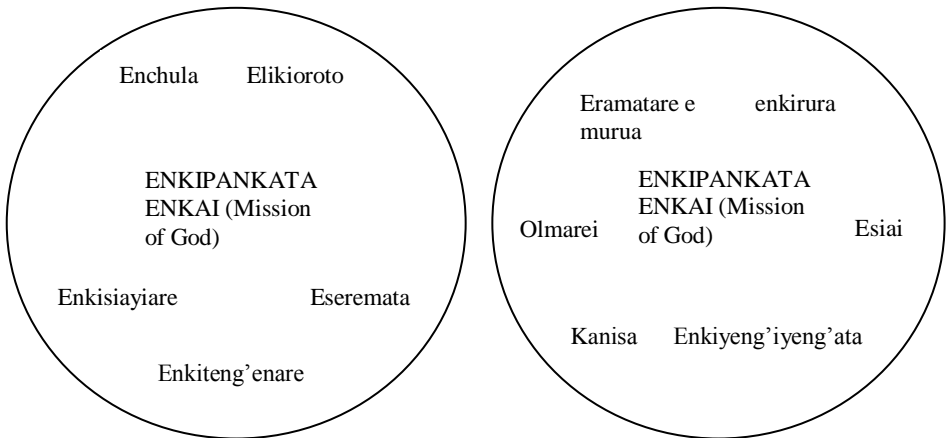 Enchula Elikioroto
ENKIPANKATA
ENKAI (Mission
of God)
Enkisiayiare Eseremata
Enkiteng’enare
Eramatare e enkirura
murua
ENKIPANKATA
ENKAI (Mission
of God)
Olmarei Esiai
Kanisa Enkiyeng’iyeng’ata